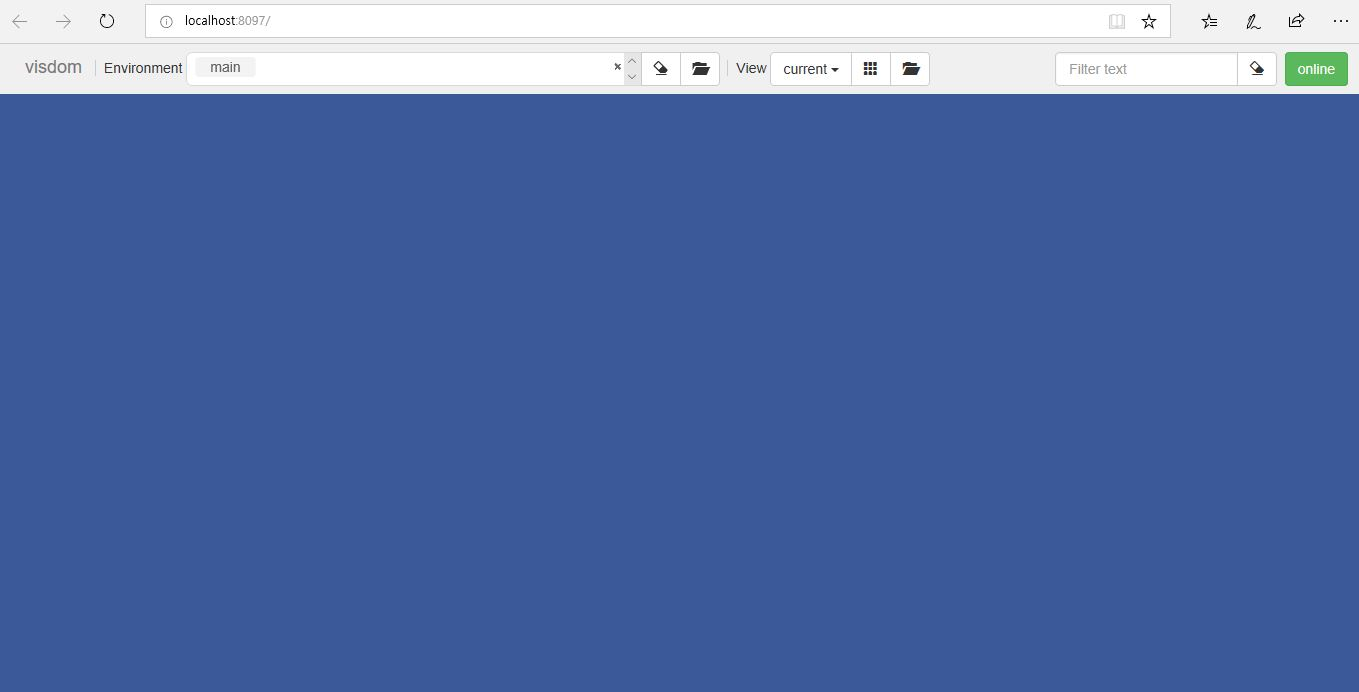 localhost:8097/
visdom Environment main × View current Filter text online